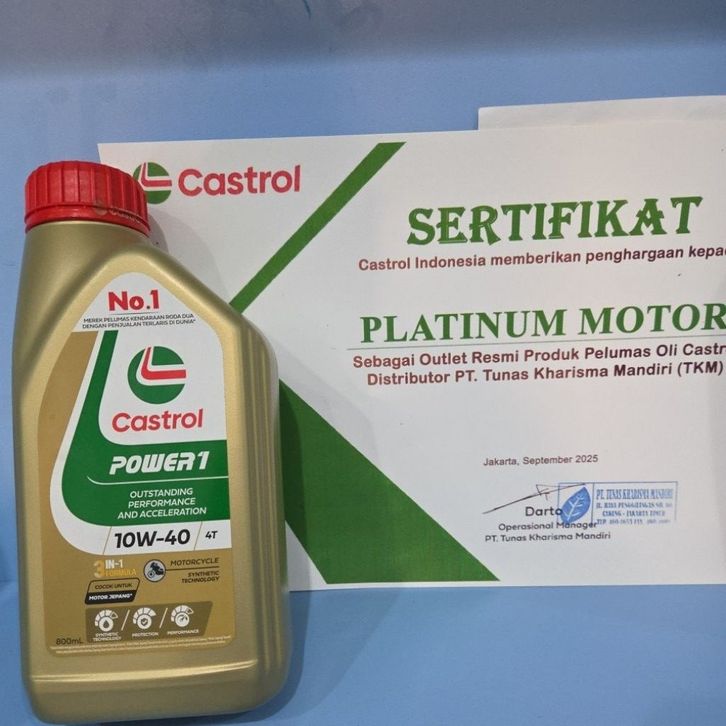 No.1
MEREK PELUMAS KENDARAAN RODA DUA
DENGAN PENJUALAN TERLARIS DI DUNIA*
Castrol
POWER1
OUTSTANDING
PERFORMANCE
AND ACCELERATION
10W-40 4T
3 IN-1
FORMULA
MOTORCYCLE
SYNTHETIC
TECHNOLOGY
COCOK UNTUK
MOTOR JEPANG*
SYNTHETIC
TECHNOLOGY
PROTECTION
PERFORMANCE
800mL
Castrol
SERTIFIKAT
Castrol Indonesia memberikan penghargaan kepa
PLATINUM MOTOR
Sebagai Outlet Resmi Produk Pelumas Oli Castr
Distributor PT. Tunas Kharisma Mandiri (TKM)
Jakarta, September 2025
Darto
Operasional Manager
PT. Tunas Kharisma Mandiri
PT. TUNAS KHARISMA MANDIRI
CAKUNG - JAKARTA TIMUR